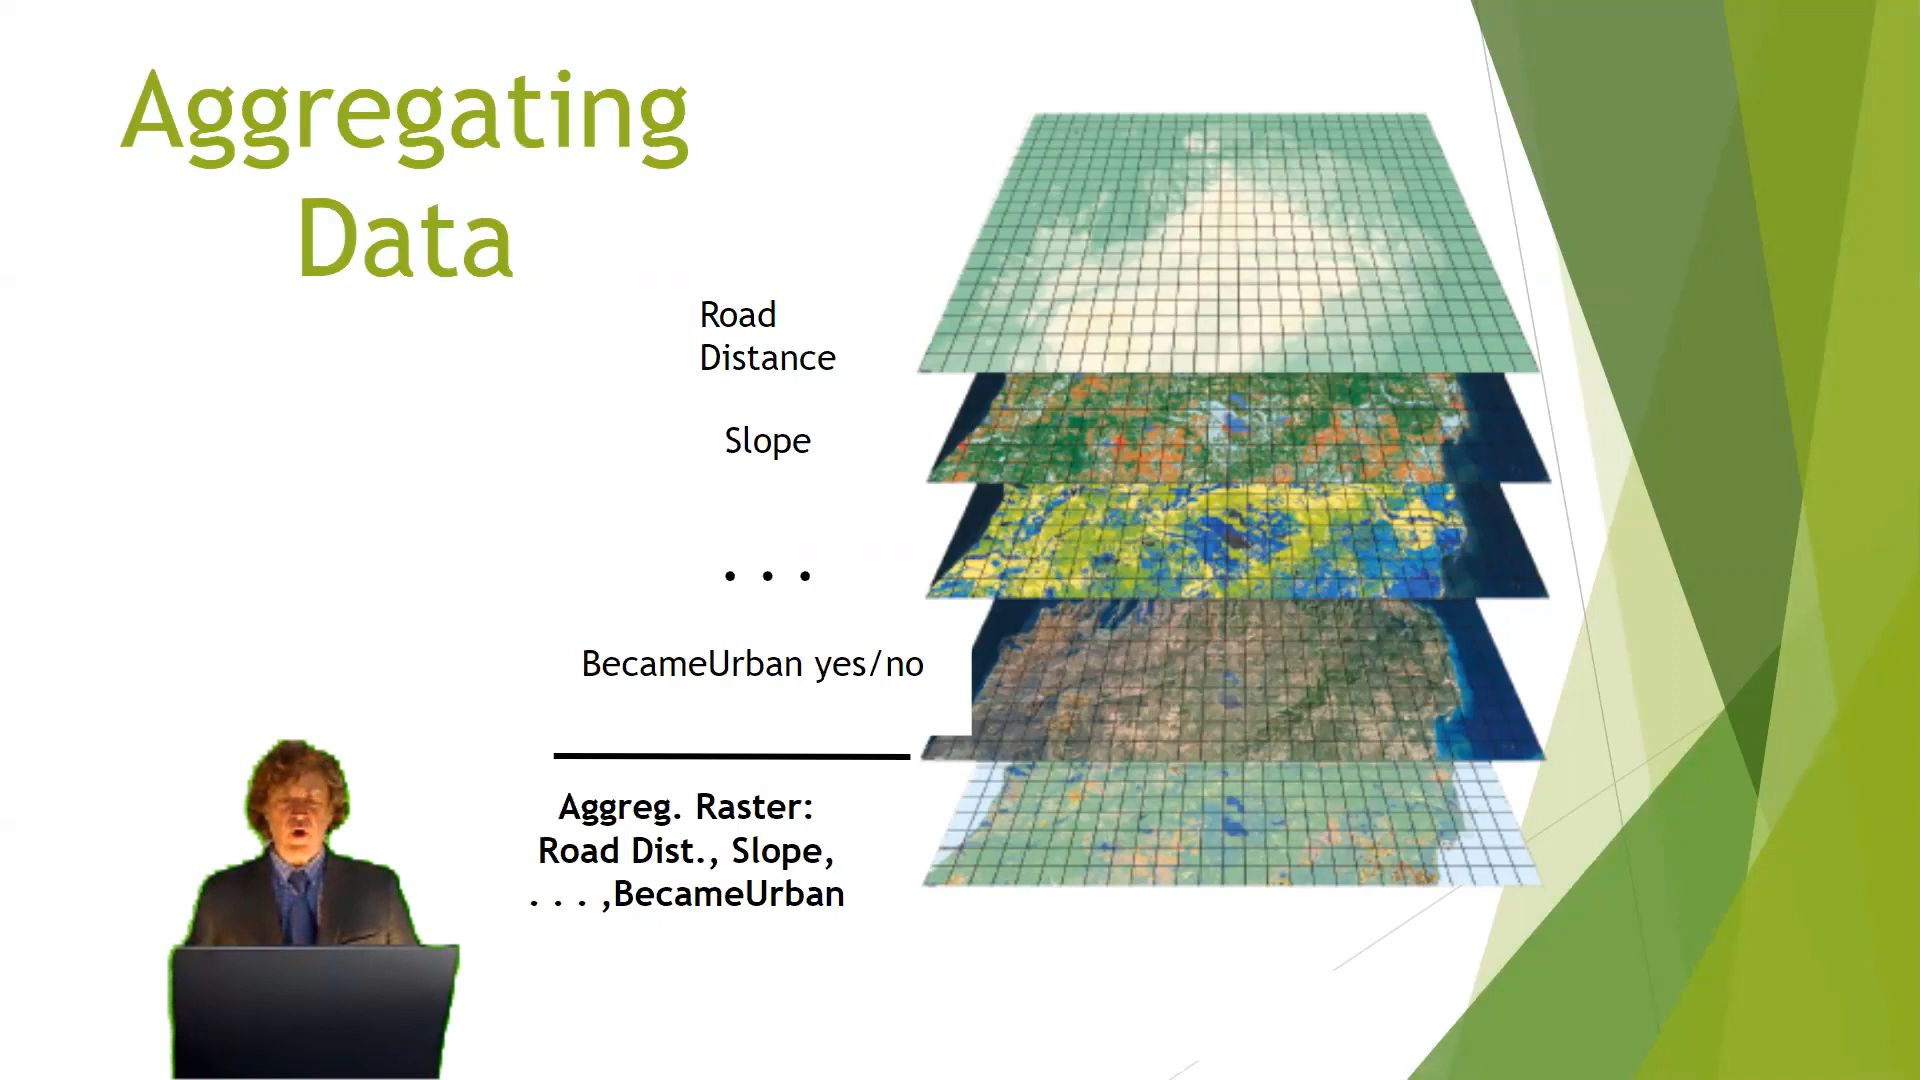 Aggregating
Data
Road
Distance
Slope
. . .
BecameUrban yes/no
Aggreg. Raster:
Road Dist., Slope,
. . . ,BecameUrban